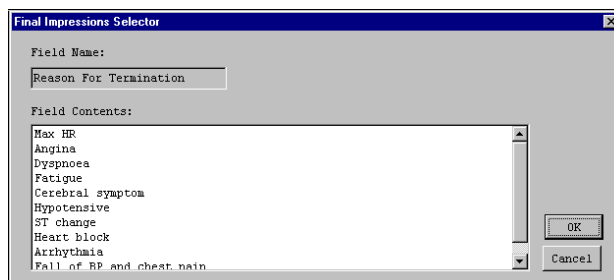 Final Impressions Selector
Field Name:
Reason For Termination
Field Contents:
Max HR
Angina
Dyspnoea
Fatigue
Cerebral symptom
Hypotensive
ST change
Heart block
Arrhythmia
Fall of BP and chest pain
OK
Cancel